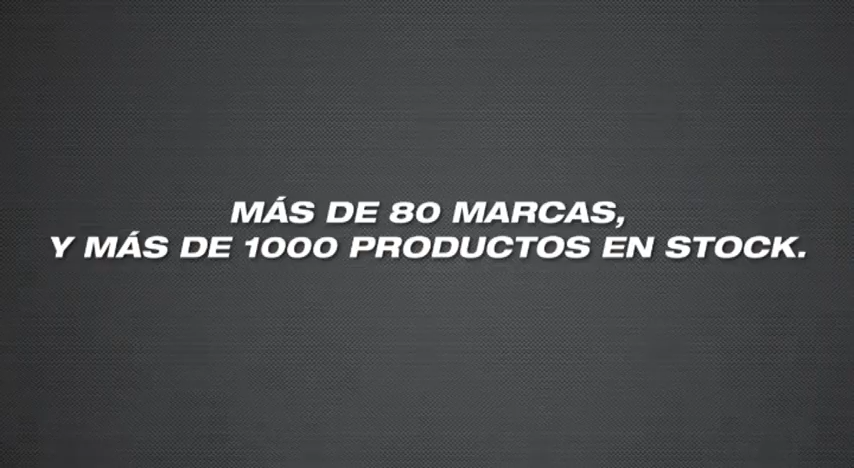 MÁS DE 80 MARCAS,
Y MÁS DE 1000 PRODUCTOS EN STOCK.